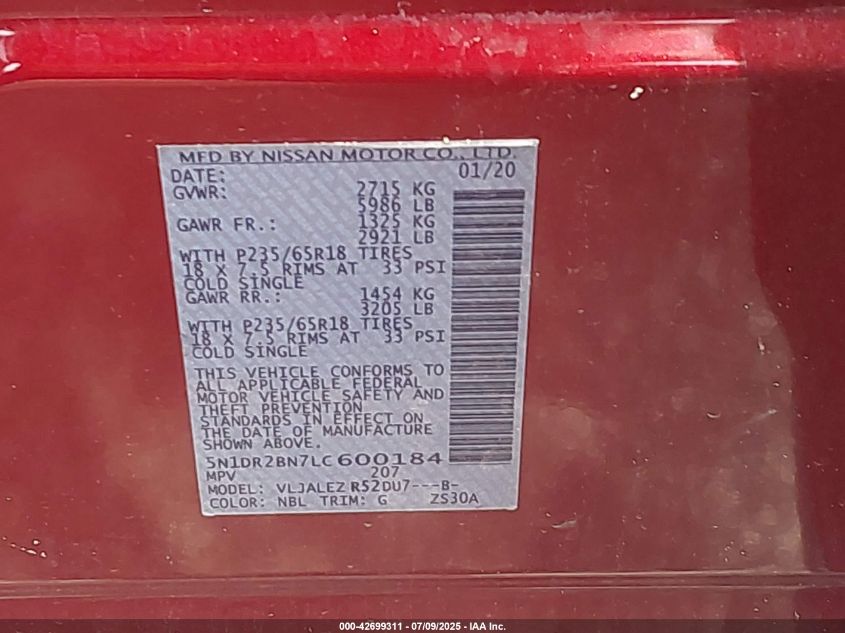 MFD BY NISSAN MOTOR CO., LTD.
DATE: 01/20
GVWR: 2715 KG
5986 LB
GAWR FR.: 1325 KG
2921 LB
WITH P235/65R18 TIRES
18 X 7.5 RIMS AT 33 PSI
COLD SINGLE
GAWR RR.: 1454 KG
3205 LB
WITH P235/65R18 TIRES
18 X 7.5 RIMS AT 33 PSI
COLD SINGLE
THIS VEHICLE CONFORMS TO
ALL APPLICABLE FEDERAL
MOTOR VEHICLE SAFETY AND
THEFT PREVENTION
STANDARDS IN EFFECT ON
THE DATE OF MANUFACTURE
SHOWN ABOVE.
5N1DR2BN7LC600184
MPV 207
MODEL: VLJALEZ R52DU7---B-
COLOR: NBL TRIM: G ZS30A
000-42699311 - 07/09/2025 - IAA Inc.